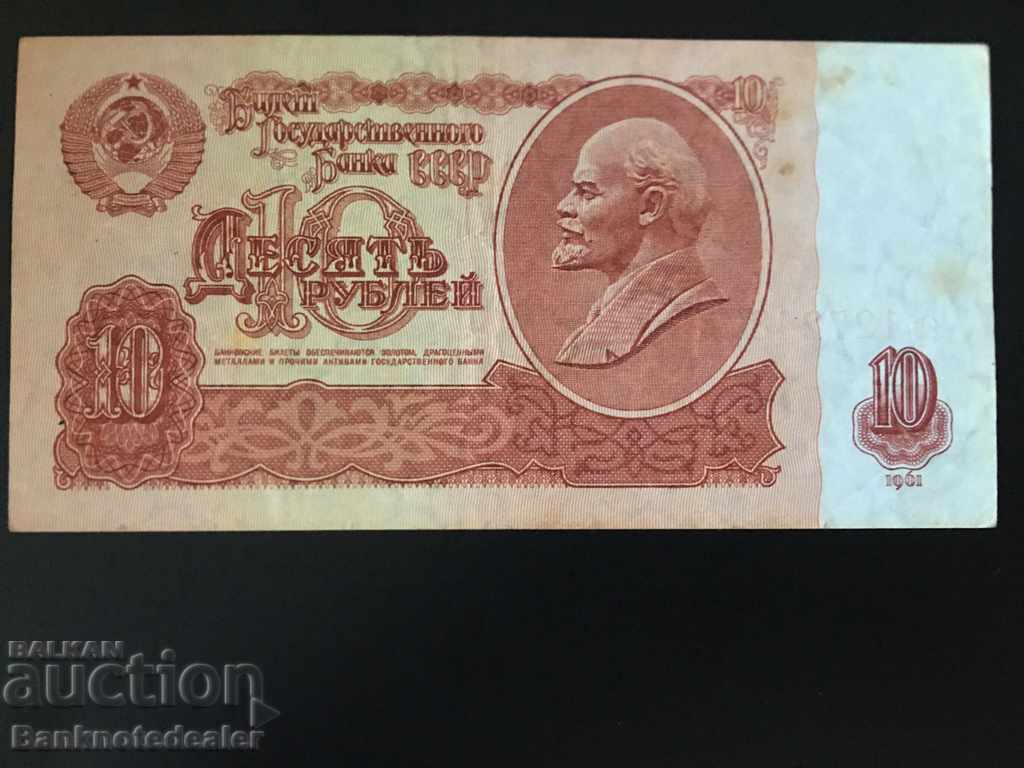 Билет
Государственного
Банка СССР
10
10
Десять
рублей
БАНКОВСКИЕ БИЛЕТЫ ОБЕСПЕЧИВАЮТСЯ ЗОЛОТОМ, ДРАГОЦЕННЫМИ
МЕТАЛЛАМИ И ПРОЧИМИ АКТИВАМИ ГОСУДАРСТВЕННОГО БАНКА
10
10
1961
BALKAN
auction
Banknotedealer